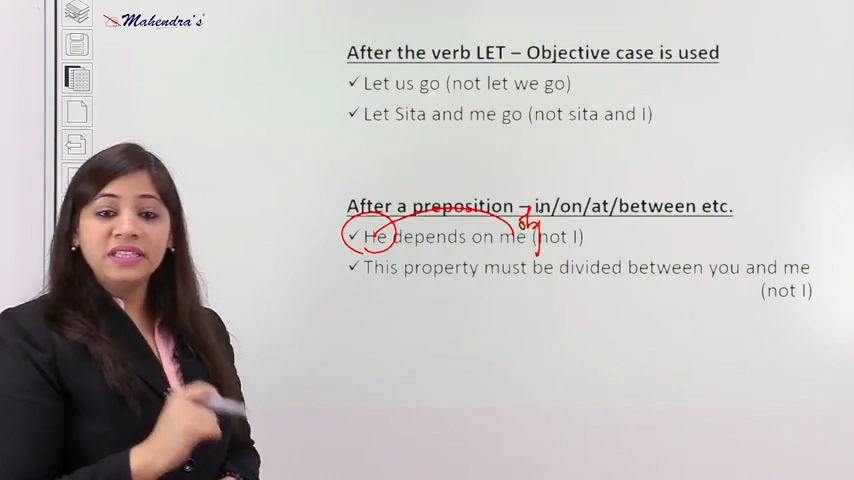 Mahendra's
After the verb LET – Objective case is used
✓ Let us go (not let we go)
✓ Let Sita and me go (not sita and I)
After a preposition – in/on/at/between etc.
obj
✓ He depends on me (not I)
✓ This property must be divided between you and me
(not I)